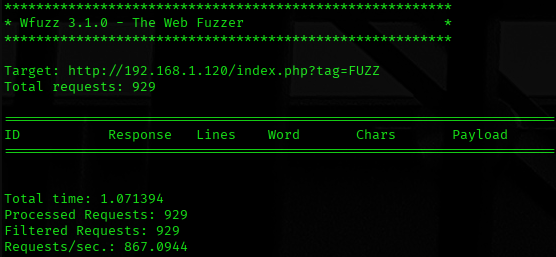 ********************************************************
* Wfuzz 3.1.0 - The Web Fuzzer                         *
********************************************************
Target: http://192.168.1.120/index.php?tag=FUZZ
Total requests: 929
=====================================================================
ID           Response   Lines    Word       Chars       Payload
=====================================================================
Total time: 1.071394
Processed Requests: 929
Filtered Requests: 929
Requests/sec.: 867.0944